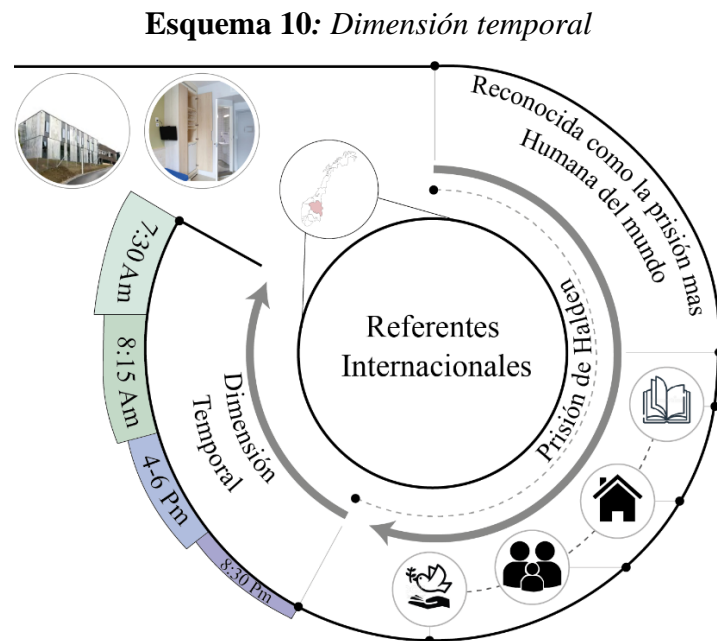 Esquema 10: Dimensión temporal
Reconocida como la prisión mas
Humana del mundo
Prisión de Halden
Referentes
Internacionales
Dimensión
Temporal
7:30 Am
8:15 Am
4-6 Pm
8:30 Pm